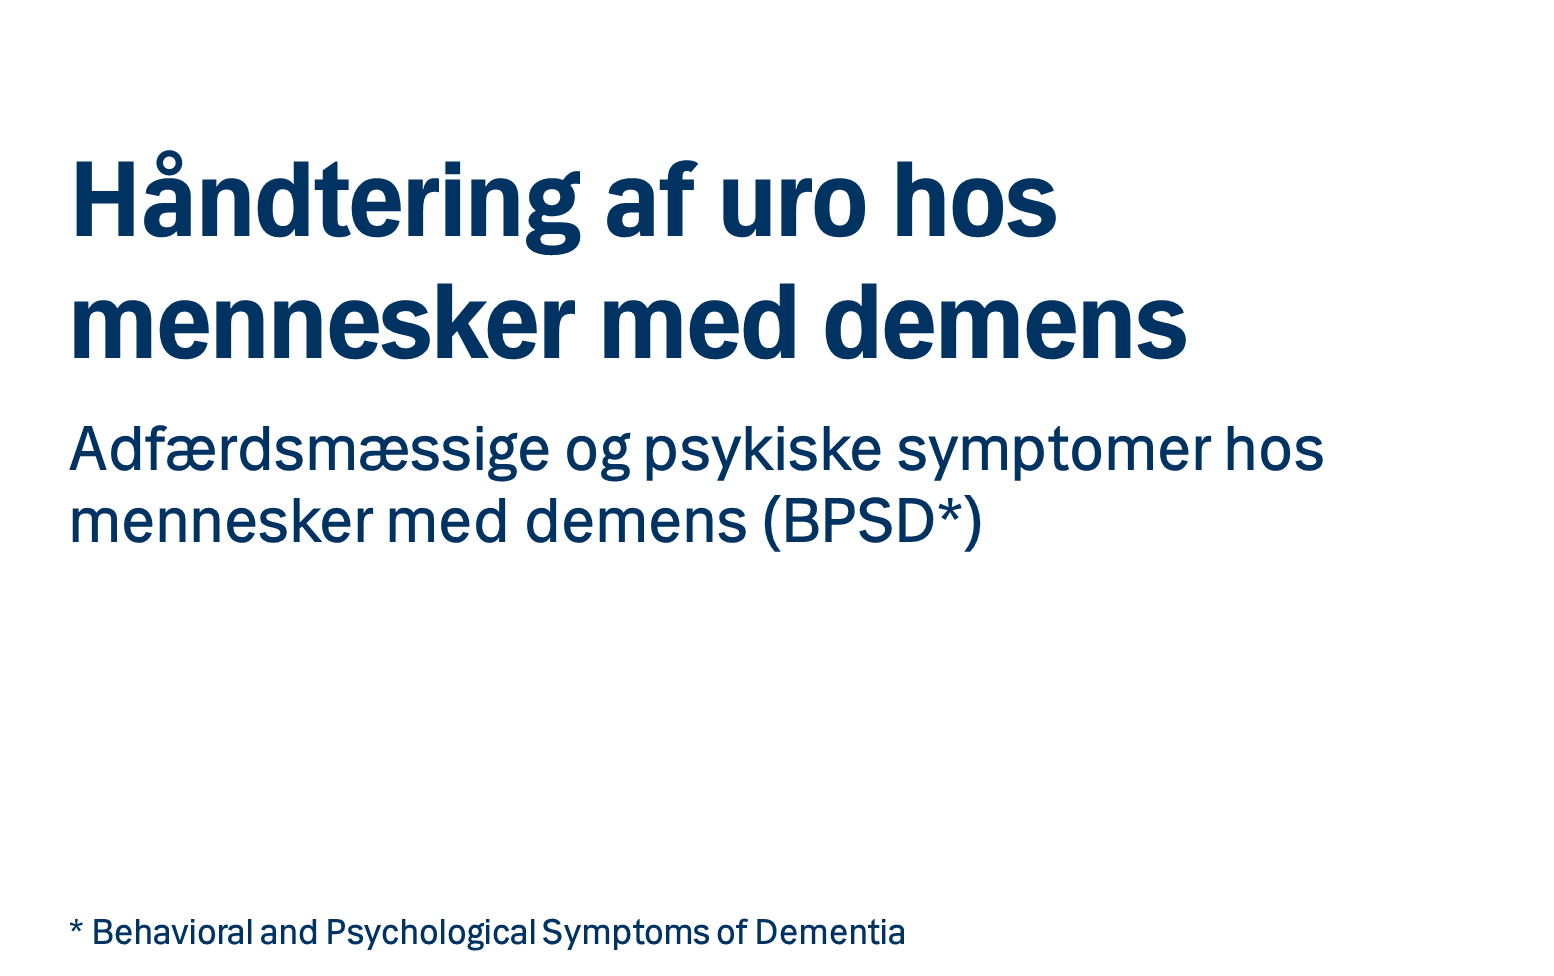 Håndtering af uro hos
mennesker med demens
Adfærdsmæssige og psykiske symptomer hos
mennesker med demens (BPSD*)
* Behavioral and Psychological Symptoms of Dementia